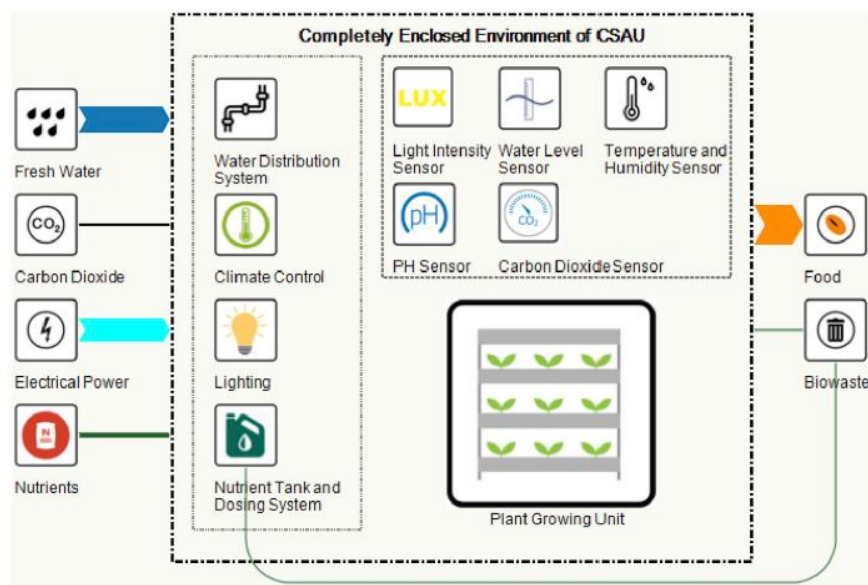 Completely Enclosed Environment of CSAU
Fresh Water
CO₂
Carbon Dioxide
Electrical Power
N
Nutrients
Water Distribution
System
Climate Control
Lighting
Nutrient Tank and
Dosing System
LUX
Light Intensity
Sensor
Water Level
Sensor
Temperature and
Humidity Sensor
pH
PH Sensor
CO₂
Carbon Dioxide Sensor
Plant Growing Unit
Food
Biowaste